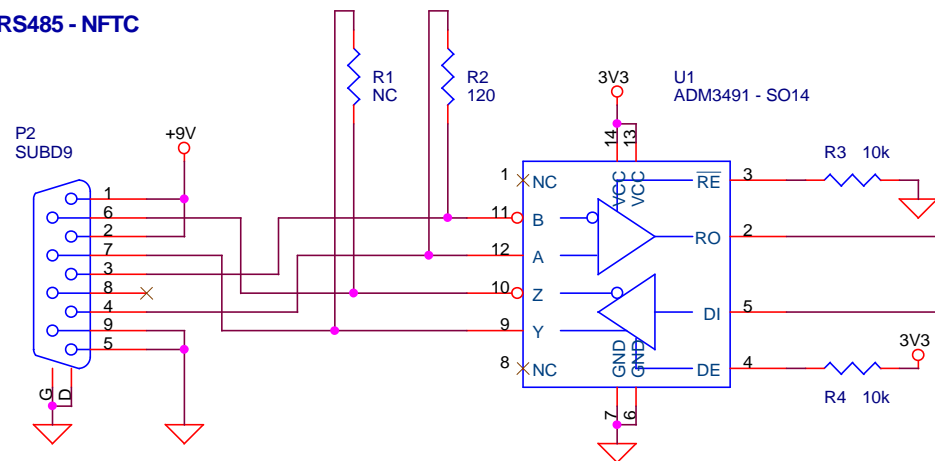 RS485 - NFTC
P2
SUBD9
+9V
1
6
2
7
3
8
4
9
5
G
D
R1
NC
R2
120
3V3
U1
ADM3491 - SO14
14
13
VCC
VCC
1
NC
11
B
12
A
10
Z
9
Y
8
NC
RE
3
RO
2
DI
5
DE
4
GND
GND
7
6
R3 10k
3V3
R4 10k